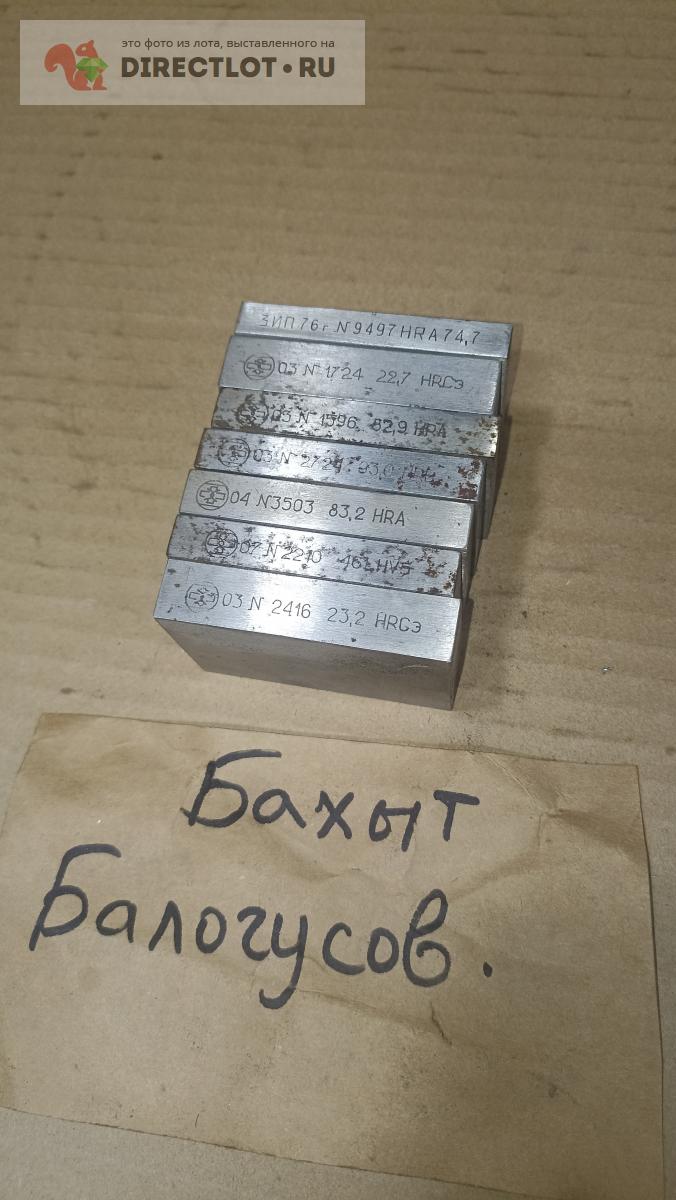 это фото из лота, выставленного на
DIRECTLOT•RU
ЗИП 76г N9497 HRA 74,7
03 N 1724 22,7 HRCэ
03 N 1596 82,9 HRA
03 N
04 N3503 83,2 HRA
07 N 2210
03 N 2416 23,2 HRCэ
Бахыт
Балогусов.